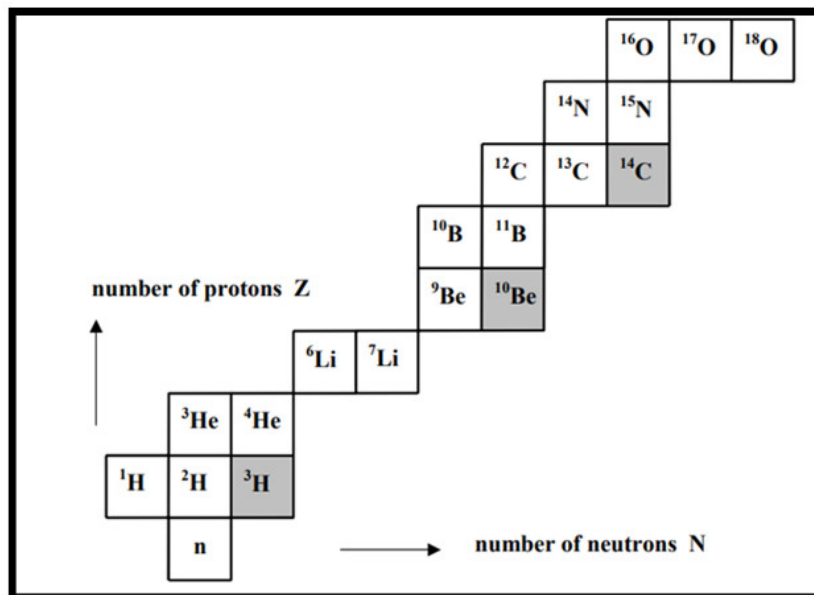 ¹⁶O ¹⁷O ¹⁸O
¹⁴N ¹⁵N
¹²C ¹³C ¹⁴C
¹⁰B ¹¹B
number of protons Z
⁹Be ¹⁰Be
⁶Li ⁷Li
³He ⁴He
¹H ²H ³H
n
number of neutrons N